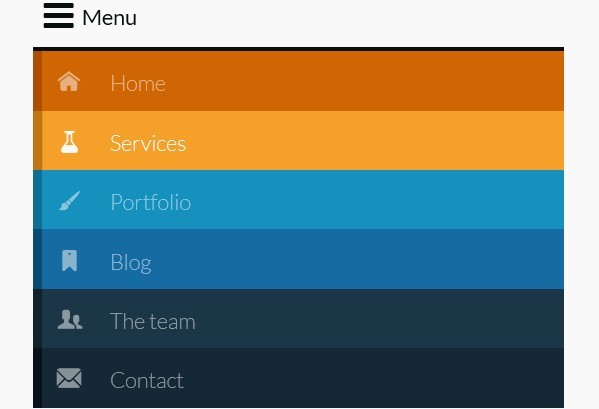 Menu
Home
Services
Portfolio
Blog
The team
Contact